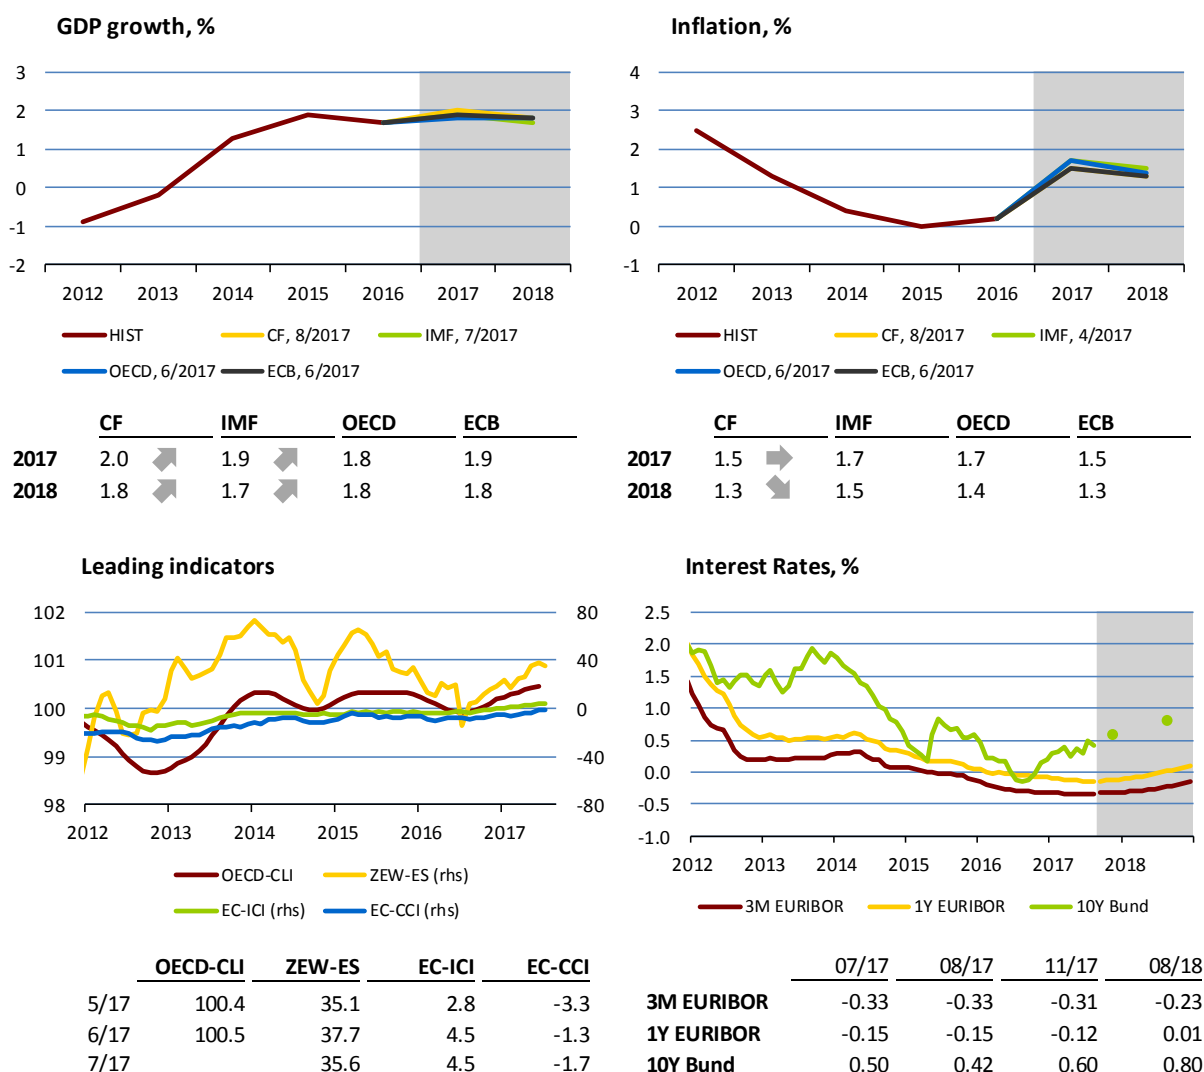 GDP growth, %
3
2
1
0
-1
-2
2012 2013 2014 2015 2016 2017 2018
HIST CF, 8/2017 IMF, 7/2017
OECD, 6/2017 ECB, 6/2017
CF IMF OECD ECB
2017 2.0 1.9 1.8 1.9
2018 1.8 1.7 1.8 1.8
Inflation, %
4
3
2
1
0
-1
2012 2013 2014 2015 2016 2017 2018
HIST CF, 8/2017 IMF, 4/2017
OECD, 6/2017 ECB, 6/2017
CF IMF OECD ECB
2017 1.5 1.7 1.7 1.5
2018 1.3 1.5 1.4 1.3
Leading indicators
102 80
101 40
100 0
99 -40
98 -80
2012 2013 2014 2015 2016 2017
OECD-CLI ZEW-ES (rhs)
EC-ICI (rhs) EC-CCI (rhs)
OECD-CLI ZEW-ES EC-ICI EC-CCI
5/17 100.4 35.1 2.8 -3.3
6/17 100.5 37.7 4.5 -1.3
7/17 35.6 4.5 -1.7
Interest Rates, %
2.5
2.0
1.5
1.0
0.5
0.0
-0.5
-1.0
2012 2013 2014 2015 2016 2017 2018
3M EURIBOR 1Y EURIBOR 10Y Bund
07/17 08/17 11/17 08/18
3M EURIBOR -0.33 -0.33 -0.31 -0.23
1Y EURIBOR -0.15 -0.15 -0.12 0.01
10Y Bund 0.50 0.42 0.60 0.80